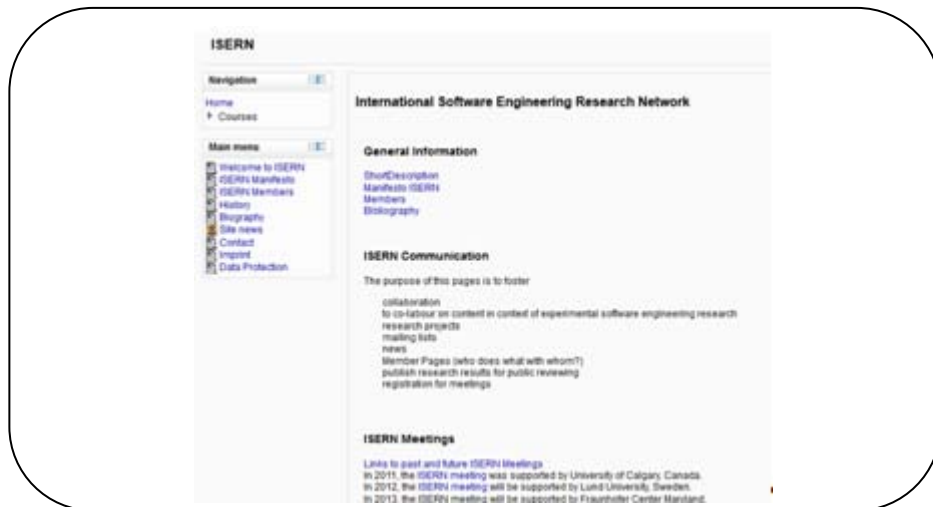 ISERN
Navigation
Home
Courses
Main menu
Welcome to ISERN
ISERN Manifesto
ISERN Members
History
Biography
Site news
Contact
Imprint
Data Protection
International Software Engineering Research Network
General Information
ShortDescription
Manifesto ISERN
Members
Bibliography
ISERN Communication
The purpose of this pages is to foster
collaboration
to co-labour on content in context of experimental software engineering research
research projects
mailing lists
news
Member Pages (who does what with whom?)
publish research results for public reviewing
registration for meetings
ISERN Meetings
Links to past and future ISERN Meetings
In 2011, the ISERN meeting was supported by University of Calgary, Canada.
In 2012, the ISERN meeting will be supported by Lund University, Sweden.
In 2013, the ISERN meeting will be supported by Fraunhofer Center Maryland.